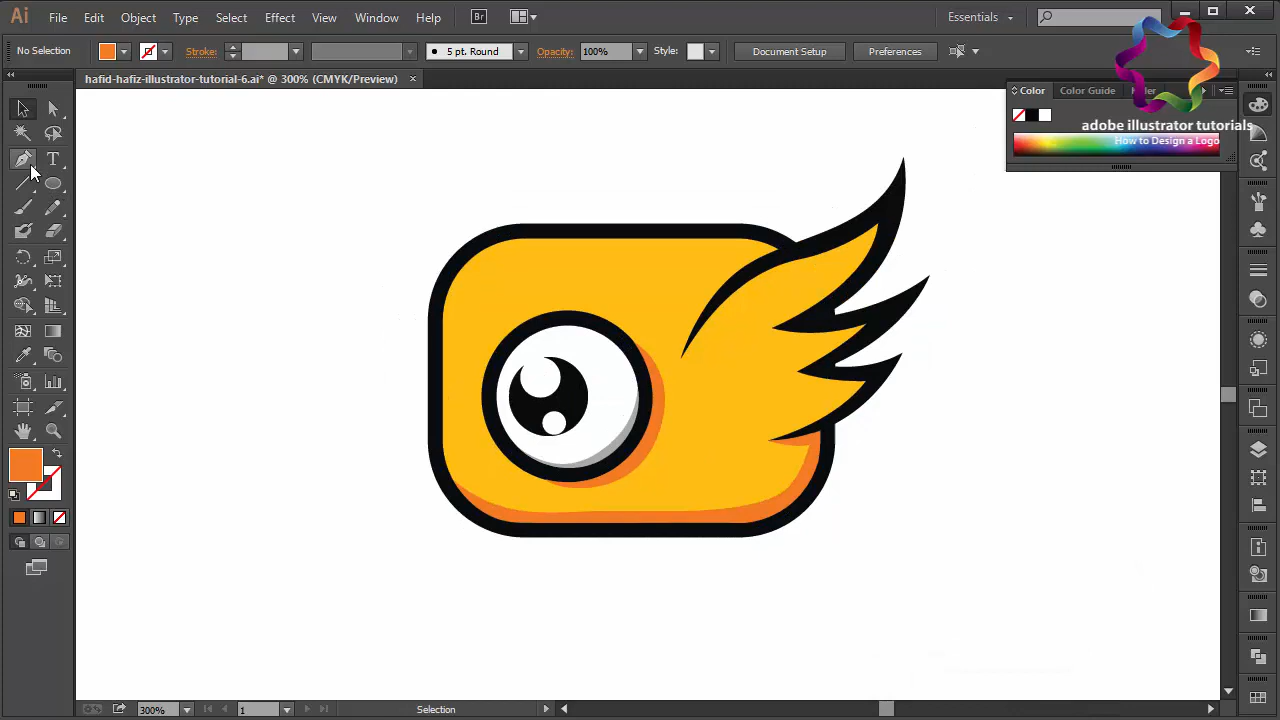 Ai File Edit Object Type Select Effect View Window Help Br Essentials
No Selection Stroke: 5 pt. Round Opacity: 100% Style: Document Setup Preferences
hafid-hafiz-illustrator-tutorial-6.ai* @ 300% (CMYK/Preview)
Color Color Guide
adobe illustrator tutorials
How to Design a Logo
T
300% 1 Selection